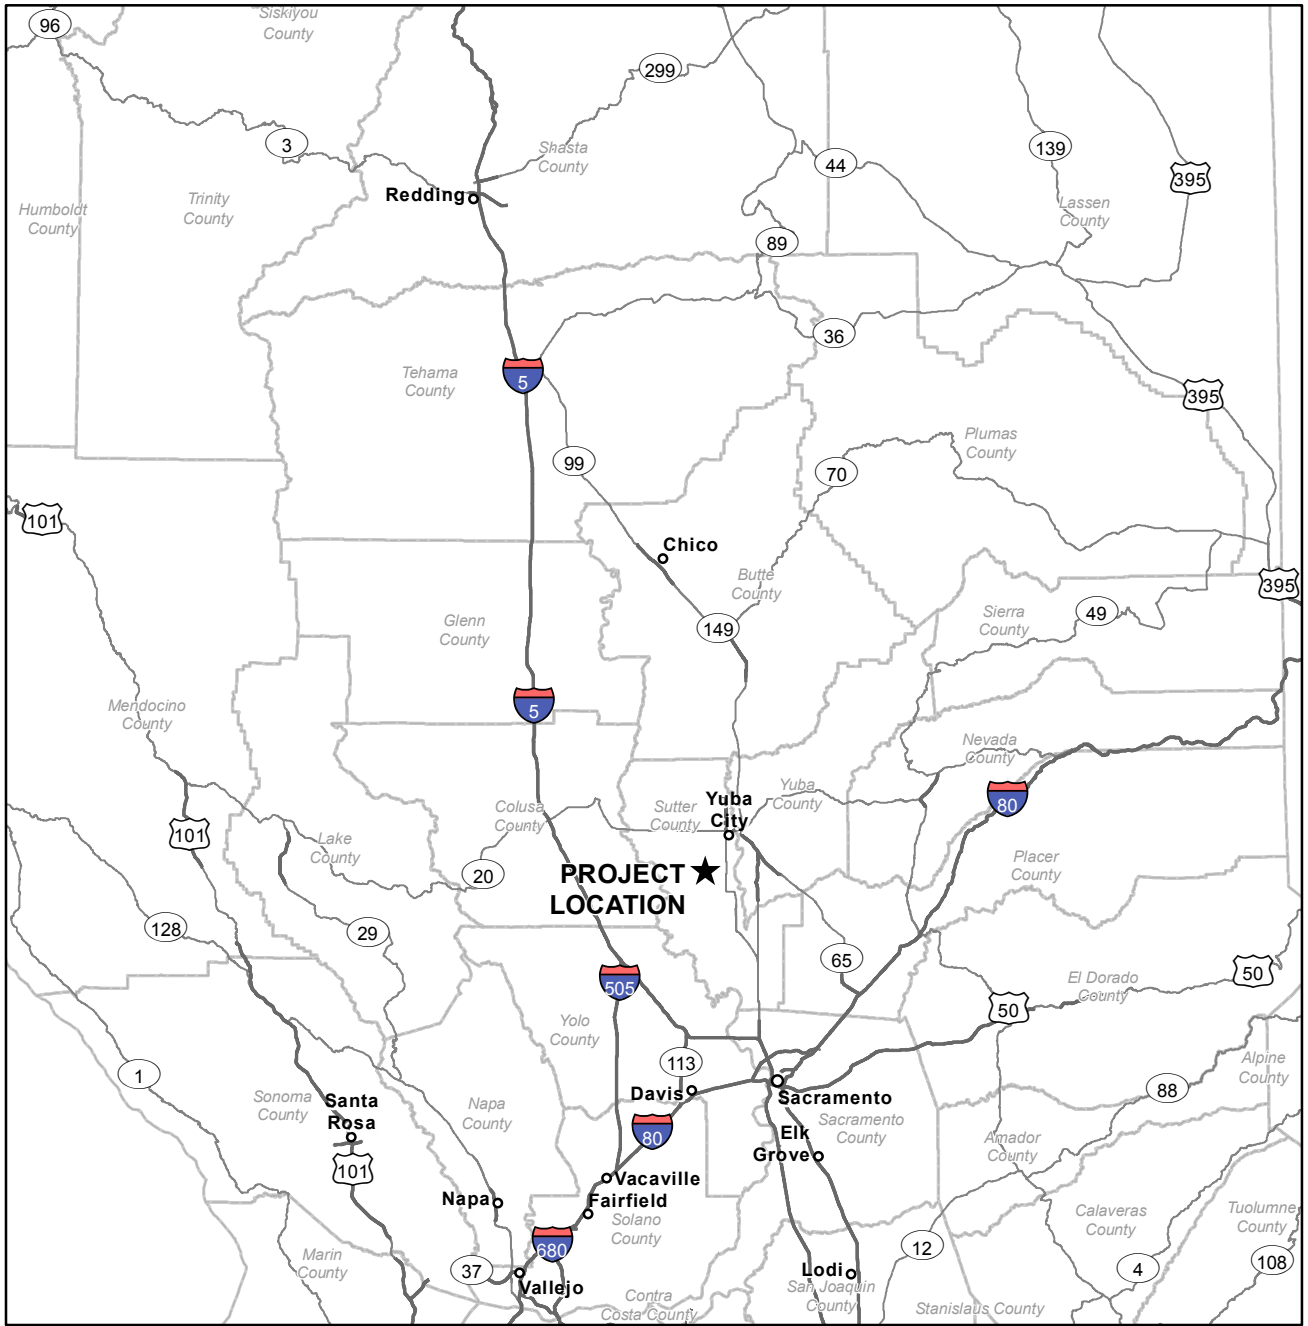 Siskiyou
County
96
299
3
Shasta
County
139
44
395
Redding
Trinity
County
Humboldt
County
Lassen
County
89
36
5
Tehama
County
395
Plumas
County
99
70
101
Chico
Butte
County
395
Sierra
County
49
Glenn
County
149
5
Mendocino
County
Nevada
County
Yuba
County
80
Yuba
City
Sutter
County
Colusa
County
101
Lake
County
Placer
County
20
PROJECT
LOCATION
128
29
65
505
50
El Dorado
County
50
Yolo
County
113
1
Alpine
County
88
Davis
Sacramento
Sonoma
County
Santa
Rosa
Napa
County
80
Sacramento
County
Elk
Grove
Amador
County
101
Vacaville
Napa
Fairfield
Solano
County
Calaveras
County
Tuolumne
County
680
12
Marin
County
37
Vallejo
Lodi
San Joaquin
County
4
108
Contra
Costa County
Stanislaus County